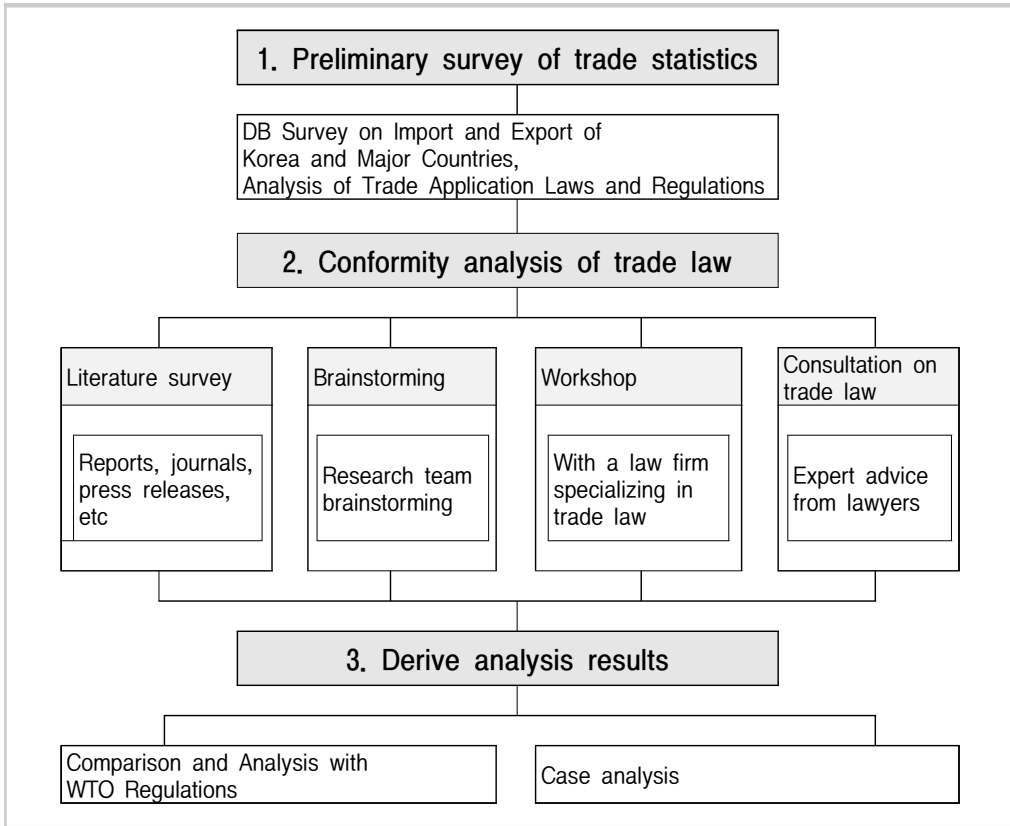 1. Preliminary survey of trade statistics
DB Survey on Import and Export of
Korea and Major Countries,
Analysis of Trade Application Laws and Regulations
2. Conformity analysis of trade law
Literature survey
Reports, journals,
press releases,
etc
Brainstorming
Research team
brainstorming
Workshop
With a law firm
specializing in
trade law
Consultation on
trade law
Expert advice
from lawyers
3. Derive analysis results
Comparison and Analysis with
WTO Regulations
Case analysis